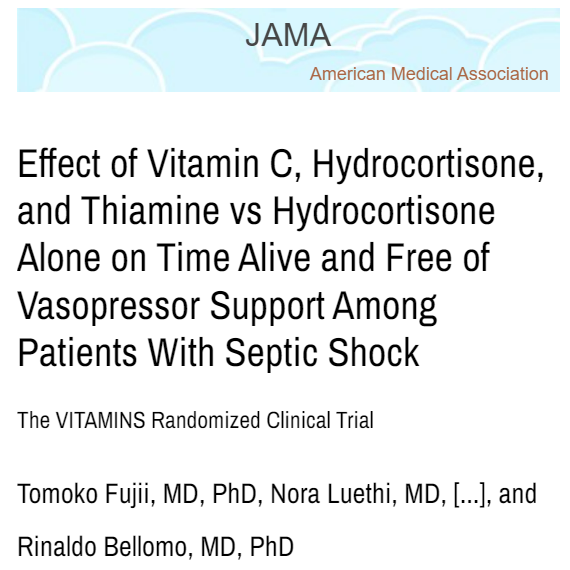 JAMA
American Medical Association
Effect of Vitamin C, Hydrocortisone,
and Thiamine vs Hydrocortisone
Alone on Time Alive and Free of
Vasopressor Support Among
Patients With Septic Shock
The VITAMINS Randomized Clinical Trial
Tomoko Fujii, MD, PhD, Nora Luethi, MD, [...], and
Rinaldo Bellomo, MD, PhD